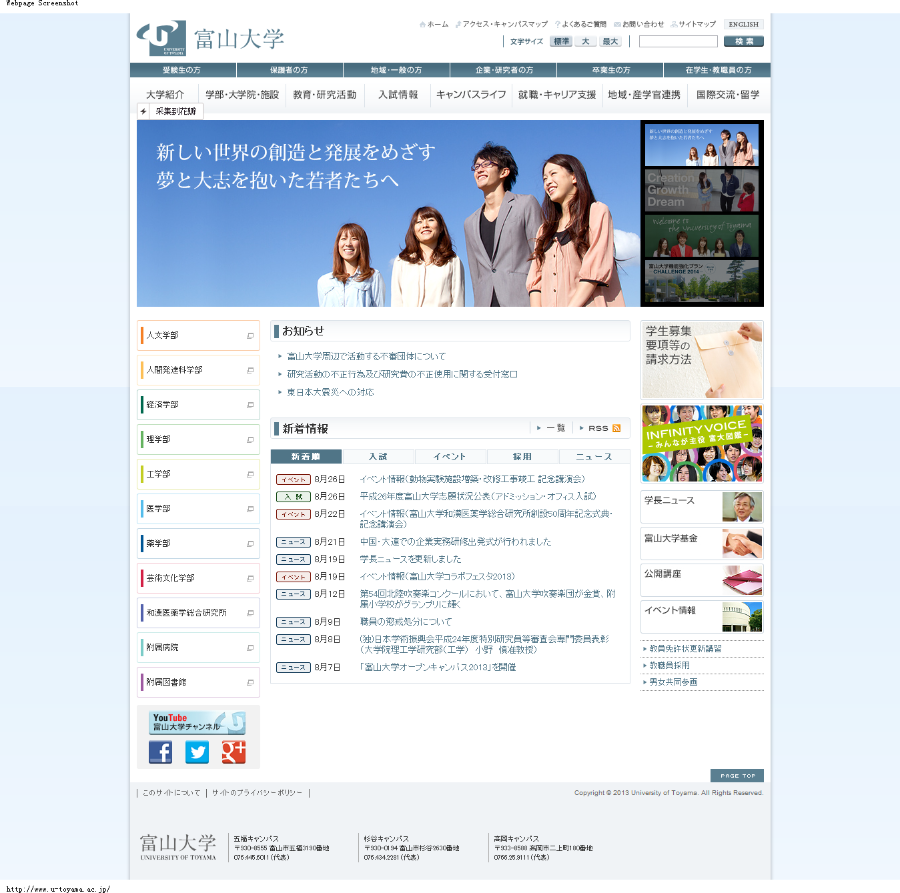 Webpage Screenshot
ホーム
アクセス・キャンパスマップ
よくあるご質問
お問い合わせ
サイトマップ
ENGLISH
富山大学
文字サイズ
標準
大
最大
検索
受験生の方
保護者の方
地域・一般の方
企業・研究者の方
卒業生の方
在学生・教職員の方
大学紹介
学部・大学院・施設
教育・研究活動
入試情報
キャンパスライフ
就職・キャリア支援
地域・産学官連携
国際交流・留学
采集到花瓣
新しい世界の創造と発展をめざす
夢と大志を抱いた若者たちへ
新しい世界の創造と発展をめざす
夢と大志を抱いた若者たちへ
Creation
Growth
Dream
Welcome to
the University of Toyama
CHALLENGE 2014
人文学部
人間発達科学部
経済学部
理学部
工学部
医学部
薬学部
芸術文化学部
和漢医薬学総合研究所
附属病院
附属図書館
YouTube
富山大学チャンネル
お知らせ
富山大学周辺で活動する不審団体について
研究活動の不正行為及び研究費の不正使用に関する受付窓口
東日本大震災への対応
新着情報
一覧
RSS
新着順
入試
イベント
採用
ニュース
イベント 8月26日 イベント情報(動物実験施設増築・改修工事竣工 記念講演会)
入試 8月26日 平成26年度富山大学志願状況公表(アドミッション・オフィス入試)
イベント 8月22日 イベント情報(富山大学和漢医薬学総合研究所創設50周年記念式典・
記念講演会)
ニュース 8月21日 中国・大連での企業実務研修出発式が行われました
ニュース 8月19日 学長ニュースを更新しました
イベント 8月19日 イベント情報(富山大学コラボフェスタ2013)
ニュース 8月12日 第54回北陸吹奏楽コンクールにおいて、富山大学吹奏楽団が金賞、附
属小学校がグランプリに輝く
ニュース 8月9日 職員の懲戒処分について
ニュース 8月8日 (独)日本学術振興会平成24年度特別研究員等審査会専門委員表彰
(大学院理工学研究部(工学) 小野 慎准教授)
ニュース 8月7日 「富山大学オープンキャンパス2013」を開催
学生募集
要項等の
請求方法
INFINITY VOICE
~みんなが主役 富大図鑑~
学長ニュース
富山大学基金
公開講座
イベント情報
教員免許状更新講習
教職員採用
男女共同参画
PAGE TOP
このサイトについて
サイトのプライバシーポリシー
Copyright © 2013 University of Toyama. All Rights Reserved.
富山大学
UNIVERSITY OF TOYAMA
五福キャンパス
〒930-8555 富山市五福3190番地
076.445.6011(代表)
杉谷キャンパス
〒930-0194 富山市杉谷2630番地
076.434.2281(代表)
高岡キャンパス
〒933-8588 高岡市二上町180番地
0766.25.9111(代表)
http://www.u-toyama.ac.jp/